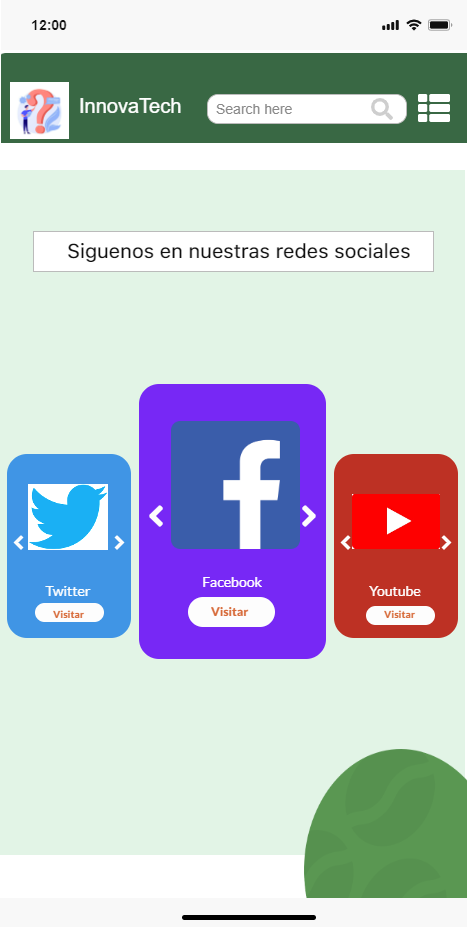 12:00
InnovaTech
Search here
Siguenos en nuestras redes sociales
Twitter
Visitar
Facebook
Visitar
Youtube
Visitar